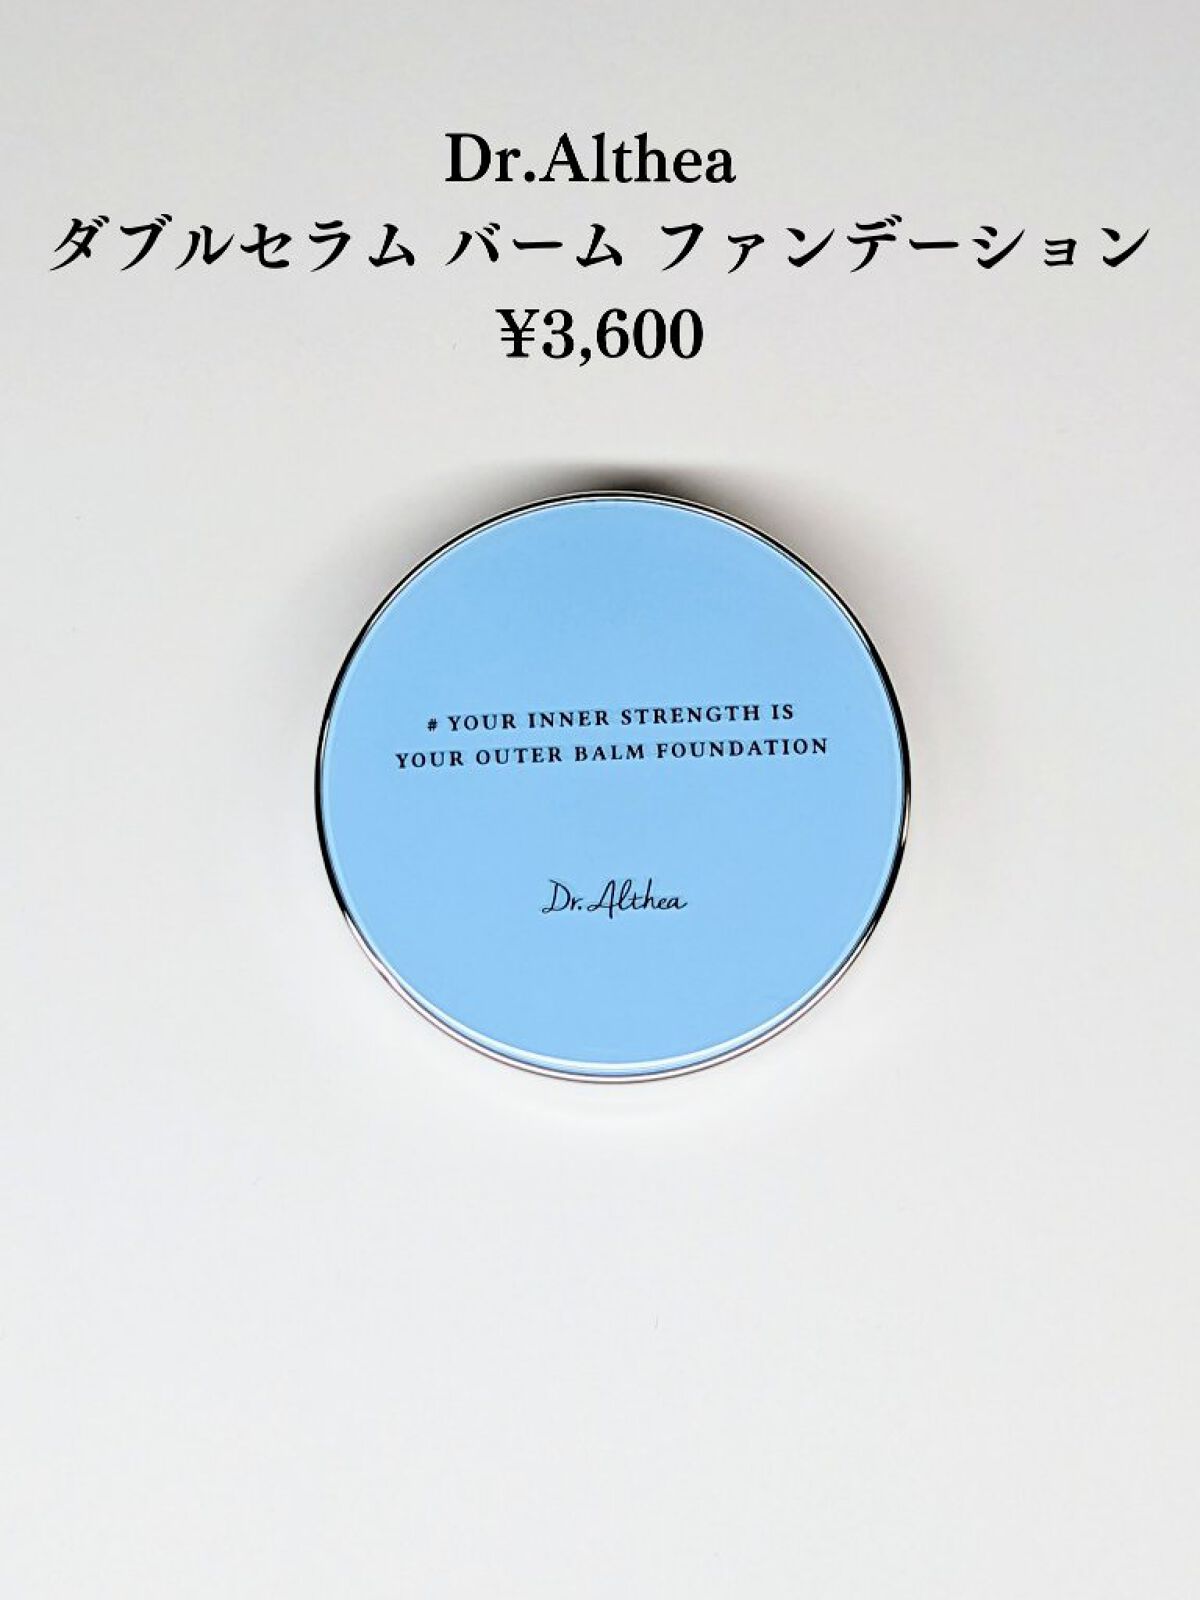 Dr.Althea
ダブルセラム バーム ファンデーション
¥3,600
# YOUR INNER STRENGTH IS
YOUR OUTER BALM FOUNDATION
Dr.Althea